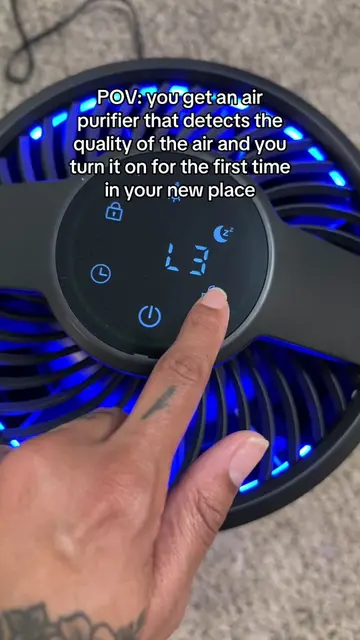 POV: you get an air
purifier that detects the
quality of the air and you
turn it on for the first time
in your new place
L3